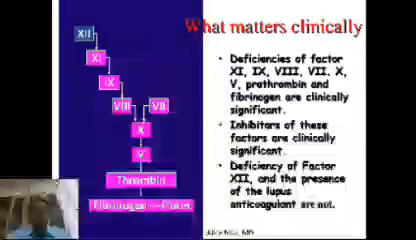 What matters clinically
XII
XI
IX
VIII VII
X
V
Thrombin
Fibrinogen
• Deficiencies of factor
XI, IX, VIII, VII. X,
V, prothrombin and
fibrinogen are clinically
significant.
• Inhibitors of these
factors are clinically
significant.
• Deficiency of Factor
XII, and the presence
of the lupus
anticoagulant are not.